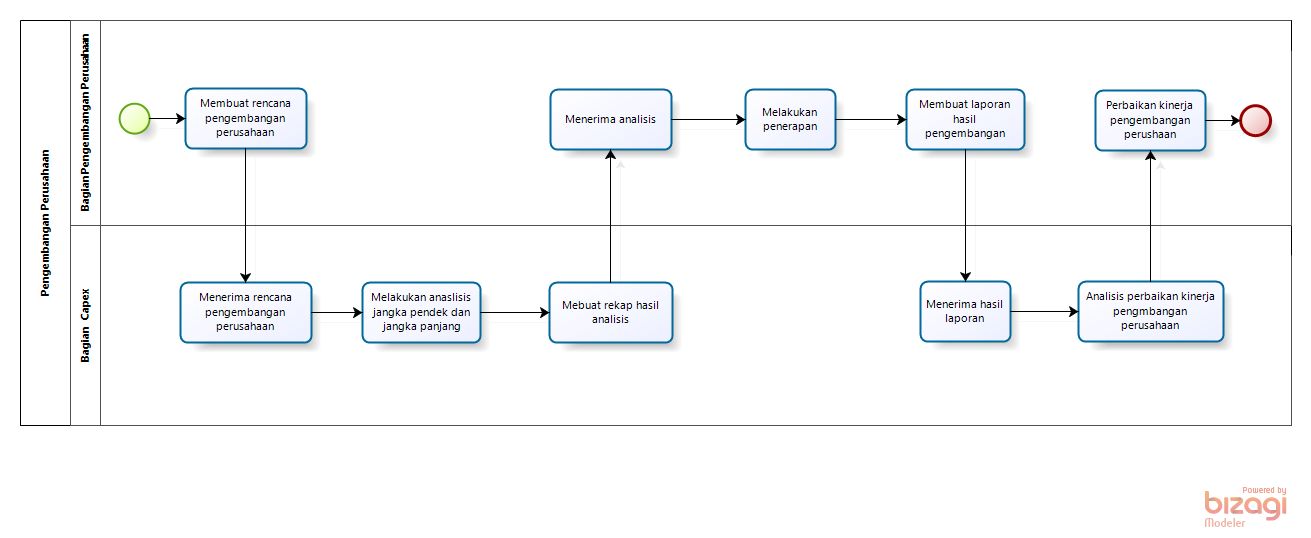 Pengembangan Perusahaan
Bagian Pengembangan Perusahaan
Membuat rencana
pengembangan
perusahaan
Menerima analisis
Melakukan
penerapan
Membuat laporan
hasil
pengembangan
Perbaikan kinerja
pengembangan
perushaan
Bagian Capex
Menerima rencana
pengembangan
perusahaan
Melakukan anaslisis
jangka pendek dan
jangka panjang
Mebuat rekap hasil
analisis
Menerima hasil
laporan
Analisis perbaikan kinerja
pengmbangan
perusahaan
Powered by
bizagi
Modeler